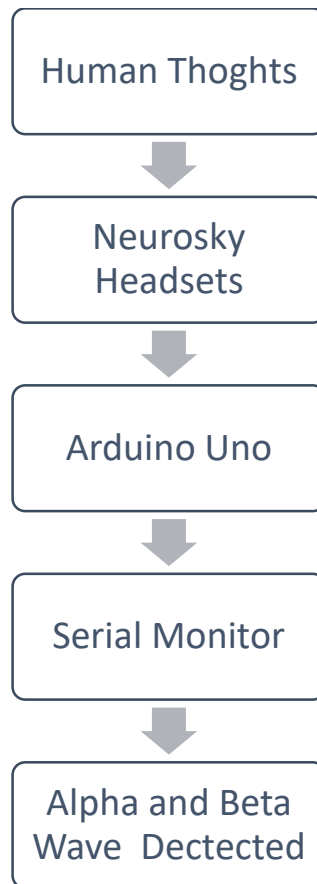 Human Thoghts
Neurosky
Headsets
Arduino Uno
Serial Monitor
Alpha and Beta
Wave Dectected